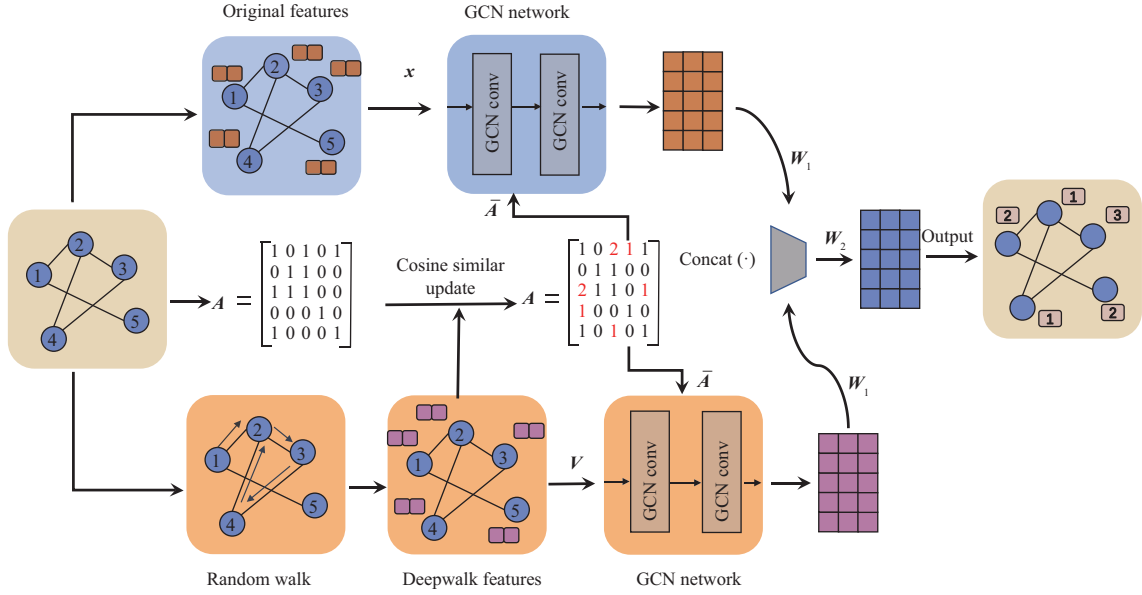 Original features
GCN network
2
1
3
5
4
x
GCN conv
GCN conv
W1
Ā
2
1
3
5
4
A =
1 0 1 0 1
0 1 1 0 0
1 1 1 0 0
0 0 0 1 0
1 0 0 0 1
Cosine similar
update
A =
1 0 2 1 1
0 1 1 0 0
2 1 1 0 1
1 0 0 1 0
1 0 1 0 1
Concat (·)
W2
Output
1
2
3
1
2
Ā
W1
2
1
3
5
4
2
1
3
5
4
V
GCN conv
GCN conv
Random walk
Deepwalk features
GCN network